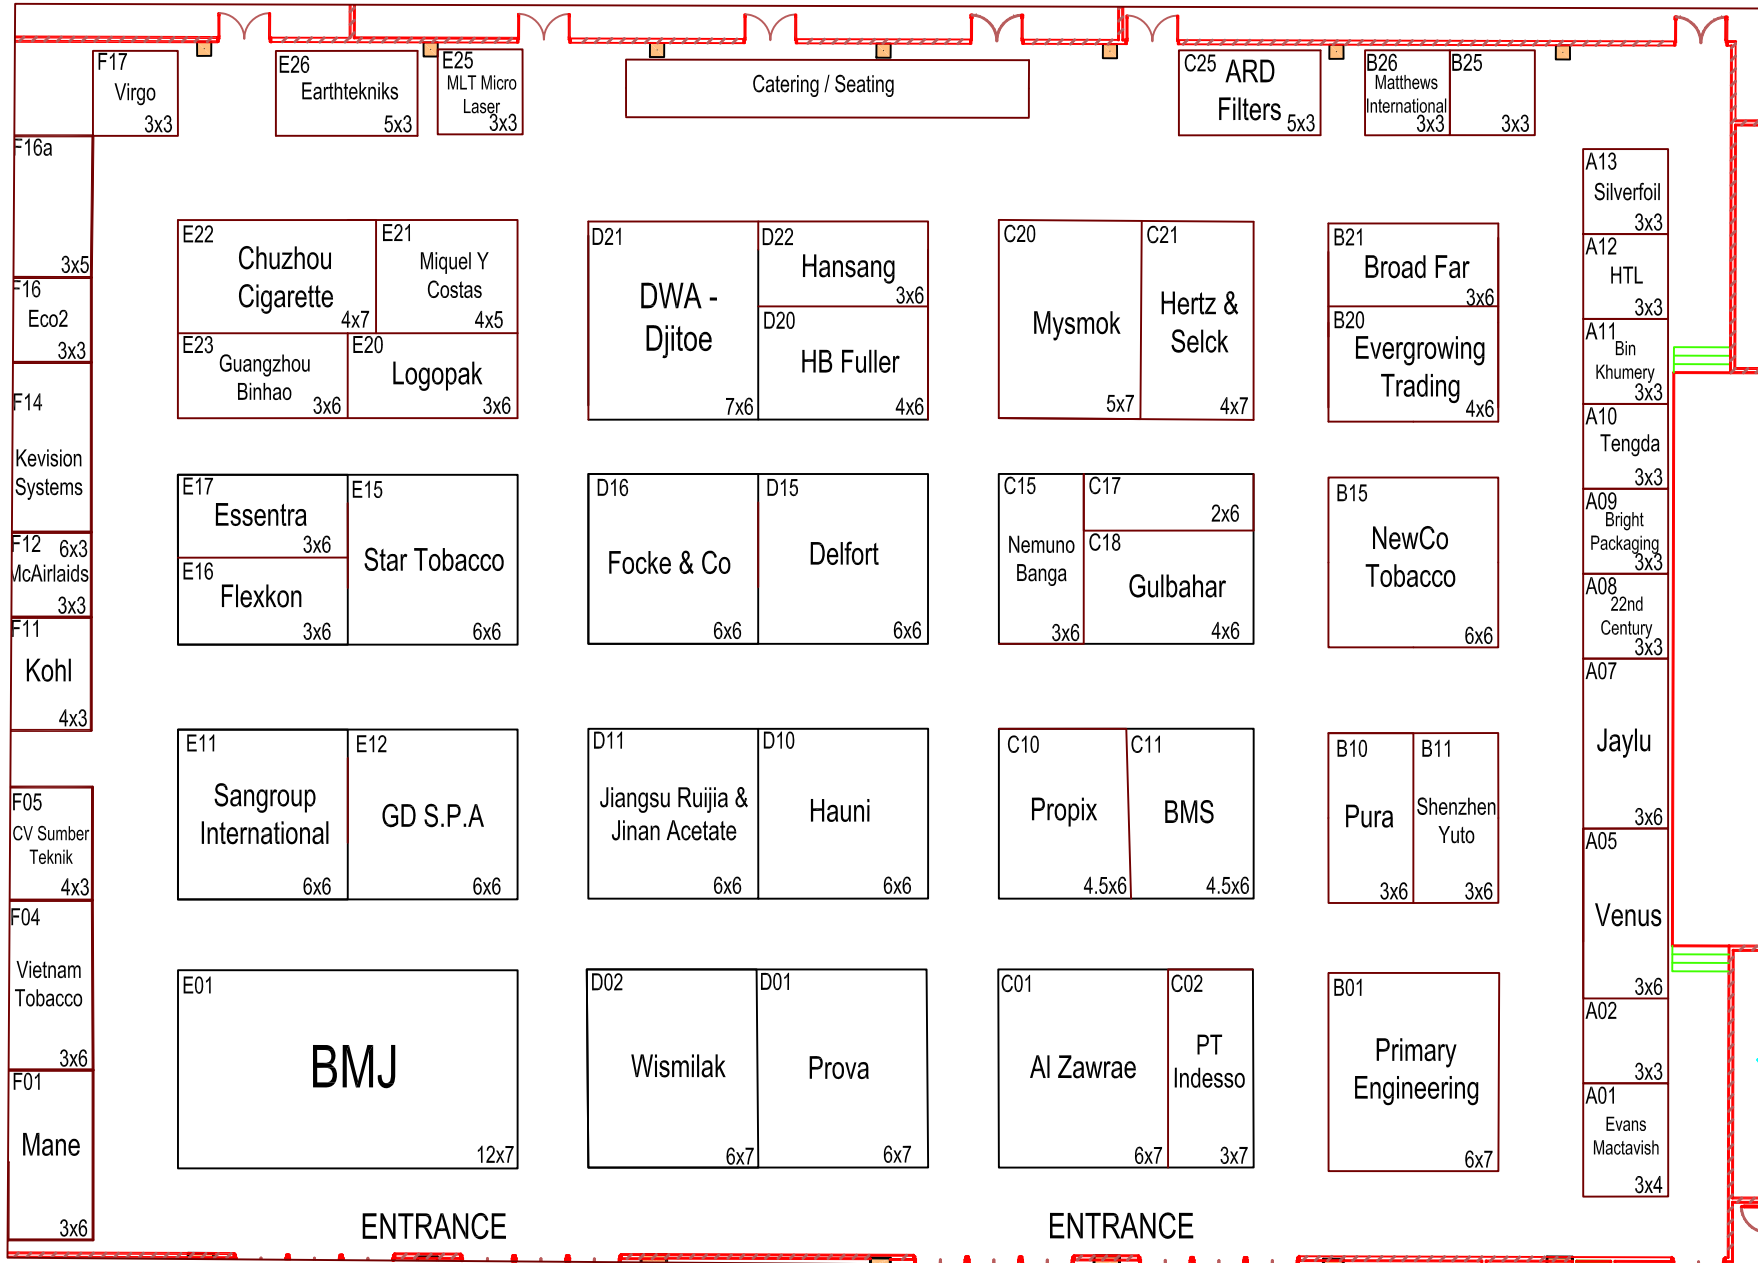 F17
Virgo
3x3
E26
Earthtekniks
5x3
E25
MLT Micro
Laser
3x3
Catering / Seating
C25
ARD
Filters
5x3
B26
Matthews
International
3x3
B25
3x3
F16a
3x5
F16
Eco2
3x3
F14
Kevision
Systems
6x3
F12
McAirlaids
3x3
F11
Kohl
4x3
F05
CV Sumber
Teknik
4x3
F04
Vietnam
Tobacco
3x6
F01
Mane
3x6
E22
Chuzhou
Cigarette
4x7
E21
Miquel Y
Costas
4x5
E23
Guangzhou
Binhao
3x6
E20
Logopak
3x6
D21
DWA -
Djitoe
7x6
D22
Hansang
3x6
D20
HB Fuller
4x6
C20
Mysmok
5x7
C21
Hertz &
Selck
4x7
B21
Broad Far
3x6
B20
Evergrowing
Trading
4x6
E17
Essentra
3x6
E16
Flexkon
3x6
E15
Star Tobacco
6x6
D16
Focke & Co
6x6
D15
Delfort
6x6
C15
Nemuno
Banga
3x6
C17
2x6
C18
Gulbahar
4x6
B15
NewCo
Tobacco
6x6
E11
Sangroup
International
6x6
E12
GD S.P.A
6x6
D11
Jiangsu Ruijia &
Jinan Acetate
6x6
D10
Hauni
6x6
C10
Propix
4.5x6
C11
BMS
4.5x6
B10
Pura
3x6
B11
Shenzhen
Yuto
3x6
E01
BMJ
12x7
D02
Wismilak
6x7
D01
Prova
6x7
C01
Al Zawrae
6x7
C02
PT
Indesso
3x7
B01
Primary
Engineering
6x7
A13
Silverfoil
3x3
A12
HTL
3x3
A11
Bin
Khumery
3x3
A10
Tengda
3x3
A09
Bright
Packaging
3x3
A08
22nd
Century
3x3
A07
Jaylu
3x6
A05
Venus
3x6
A02
3x3
A01
Evans
Mactavish
3x4
ENTRANCE
ENTRANCE